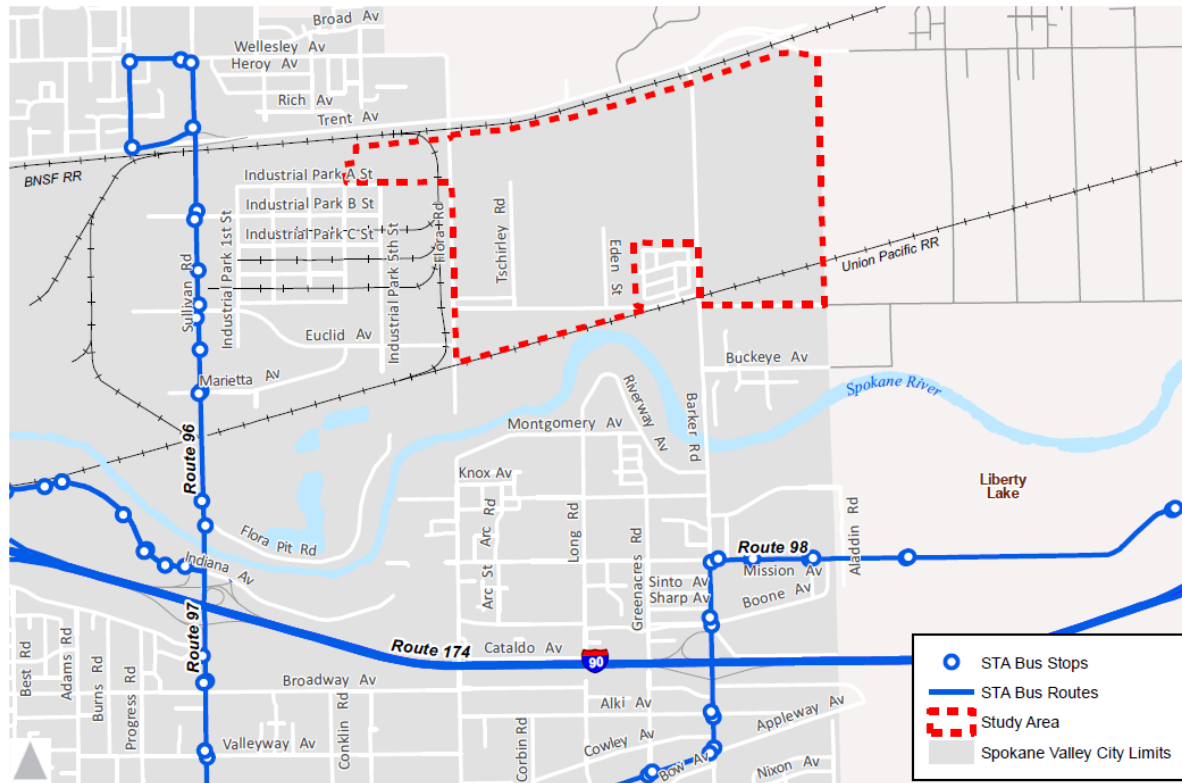 Broad Av
Wellesley Av
Heroy Av
Rich Av
Trent Av
BNSF RR
Industrial Park A St
Industrial Park B St
Industrial Park C St
Industrial Park 1st St
Industrial Park 5th St
Sullivan Rd
Flora Rd
Tschirley Rd
Eden St
Union Pacific RR
Euclid Av
Marietta Av
Buckeye Av
Spokane River
Riverway Av
Barker Rd
Montgomery Av
Route 96
Knox Av
Liberty
Lake
Flora Pit Rd
Arc St
Arc Rd
Long Rd
Greenacres Rd
Aladdin Rd
Route 98
Mission Av
Indiana Av
Sinto Av
Sharp Av
Boone Av
Route 97
Route 174
Cataldo Av
90
Best Rd
Adams Rd
Burns Rd
Progress Rd
Broadway Av
Conklin Rd
Corbin Rd
Alki Av
Appleway Av
Cowley Av
Valleyway Av
Bow Av
Nixon Av
STA Bus Stops
STA Bus Routes
Study Area
Spokane Valley City Limits